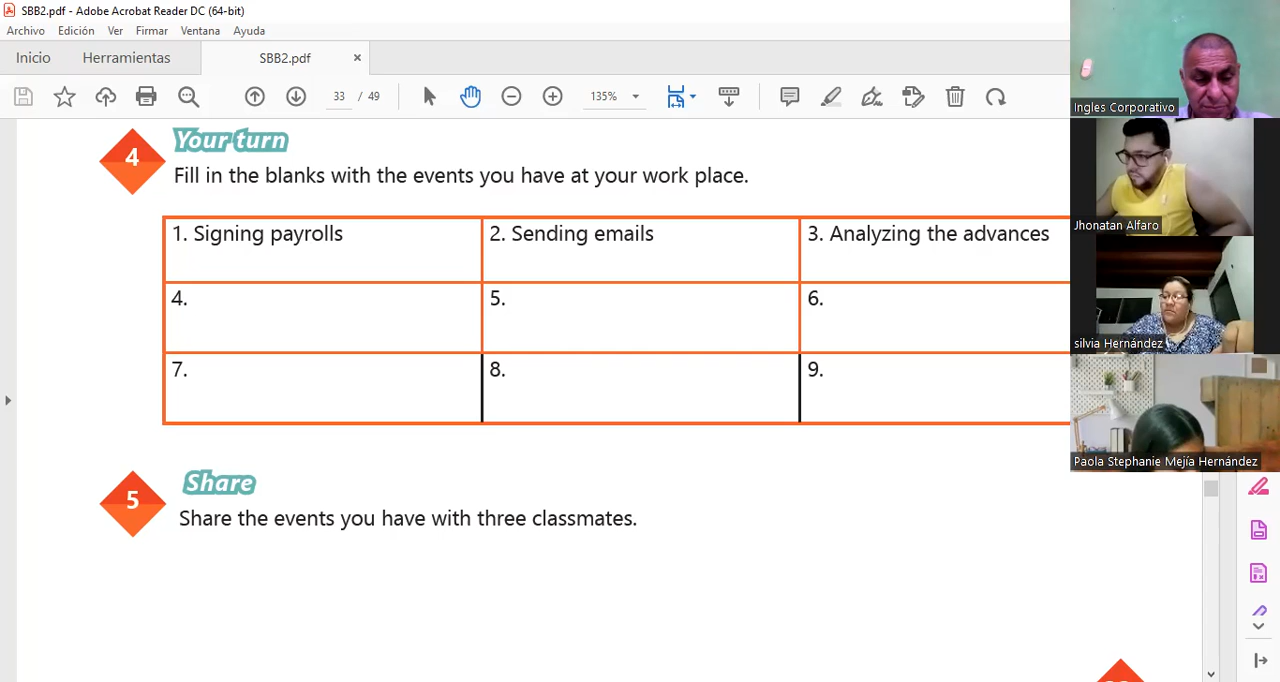 SBB2.pdf - Adobe Acrobat Reader DC (64-bit)
Archivo Edición Ver Firmar Ventana Ayuda
Inicio Herramientas SBB2.pdf ×
33 / 49 135%
4 Your turn
Fill in the blanks with the events you have at your work place.
1. Signing payrolls 2. Sending emails 3. Analyzing the advances
4. 5. 6.
7. 8. 9.
5 Share
Share the events you have with three classmates.
Ingles Corporativo
Jhonatan Alfaro
silvia Hernández
Paola Stephanie Mejía Hernández